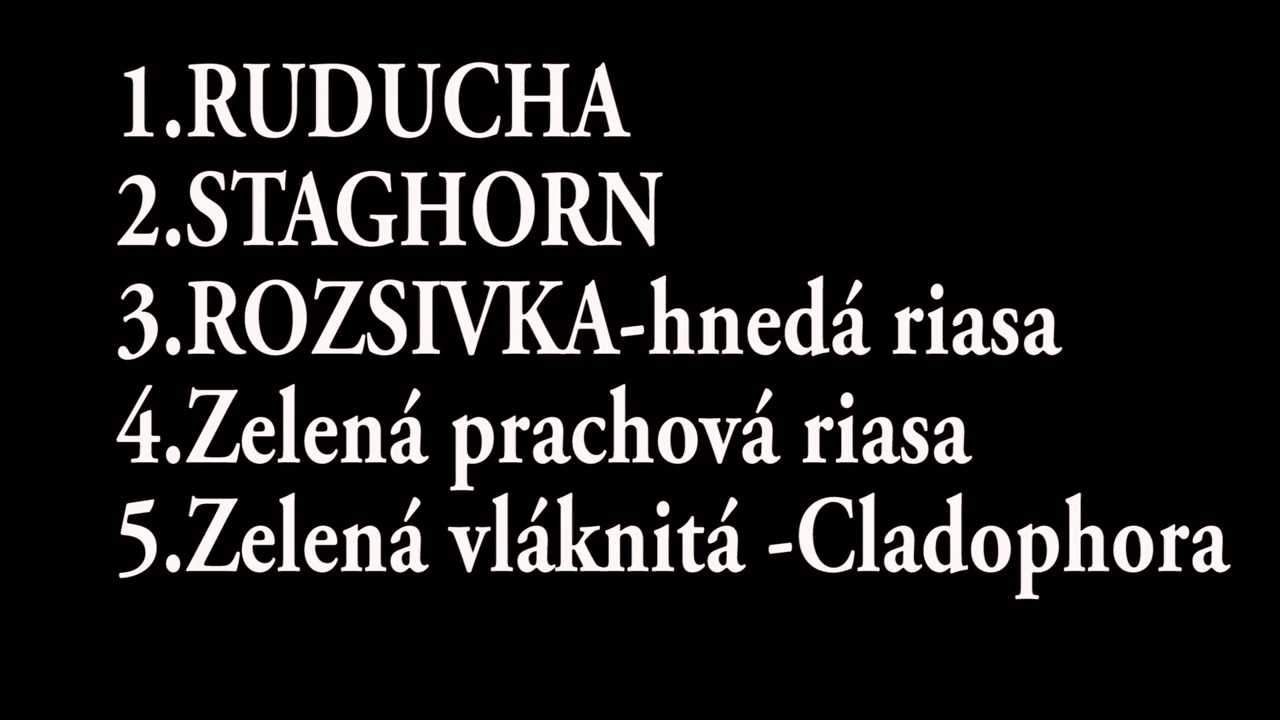 1.RUDUCHA
2.STAGHORN
3.ROZSIVKA-hnedá riasa
4.Zelená prachová riasa
5.Zelená vláknitá -Cladophora